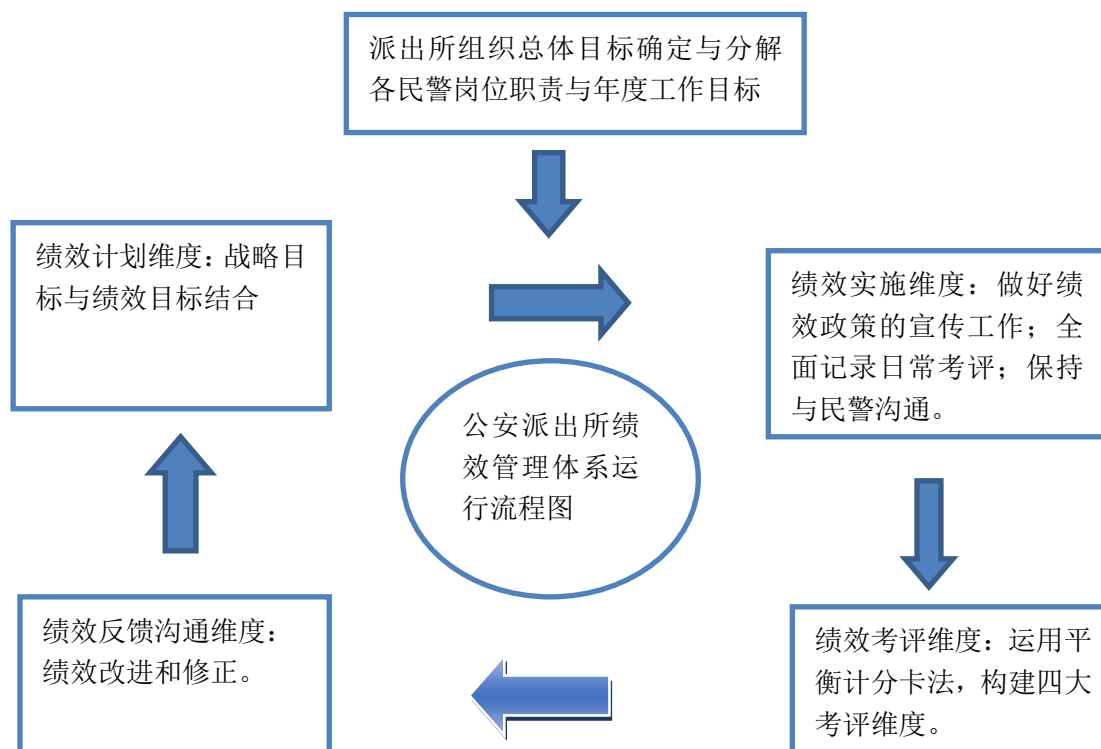 派出所组织总体目标确定与分解
各民警岗位职责与年度工作目标
绩效计划维度：战略目
标与绩效目标结合
绩效实施维度：做好绩
效政策的宣传工作；全
面记录日常考评；保持
与民警沟通。
公安派出所绩
效管理体系运
行流程图
绩效反馈沟通维度：
绩效改进和修正。
绩效考评维度：运用平
衡计分卡法，构建四大
考评维度。